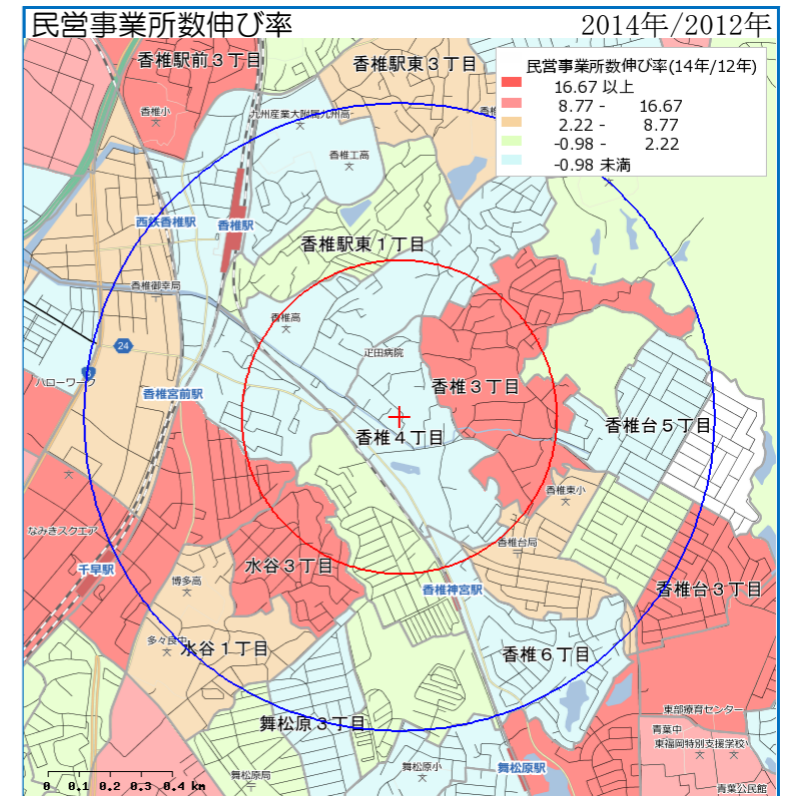 民営事業所数伸び率
2014年/2012年
民営事業所数伸び率(14年/12年)
16.67 以上
8.77 - 16.67
2.22 - 8.77
-0.98 - 2.22
-0.98 未満
香椎駅前3丁目
香椎駅東3丁目
香椎小
九州産業大附属九州高
香椎工高
西鉄香椎駅
香椎駅
香椎駅東1丁目
香椎御幸局
香椎高
24
疋田病院
ハローワーク
香椎宮前駅
香椎3丁目
香椎台5丁目
香椎4丁目
香椎東小
なみきスクエア
香椎台局
千早駅
水谷3丁目
博多高
香椎神宮駅
香椎台3丁目
多々良中
水谷1丁目
香椎6丁目
東部療育センター
舞松原3丁目
青葉中
東福岡特別支援学校
舞松原局
舞松原小
舞松原駅
青葉公民館
0 0.1 0.2 0.3 0.4 km